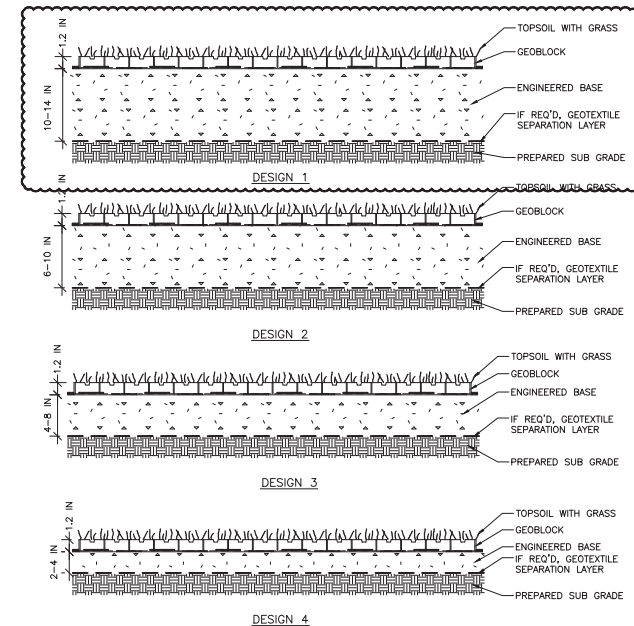 1.2 IN
10–14 IN
TOPSOIL WITH GRASS
GEOBLOCK
ENGINEERED BASE
IF REQ'D, GEOTEXTILE
SEPARATION LAYER
PREPARED SUB GRADE
DESIGN 1
1.2 IN
6–10 IN
TOPSOIL WITH GRASS
GEOBLOCK
ENGINEERED BASE
IF REQ'D, GEOTEXTILE
SEPARATION LAYER
PREPARED SUB GRADE
DESIGN 2
1.2 IN
4–8 IN
TOPSOIL WITH GRASS
GEOBLOCK
ENGINEERED BASE
IF REQ'D, GEOTEXTILE
SEPARATION LAYER
PREPARED SUB GRADE
DESIGN 3
1.2 IN
2–4 IN
TOPSOIL WITH GRASS
GEOBLOCK
ENGINEERED BASE
IF REQ'D, GEOTEXTILE
SEPARATION LAYER
PREPARED SUB GRADE
DESIGN 4